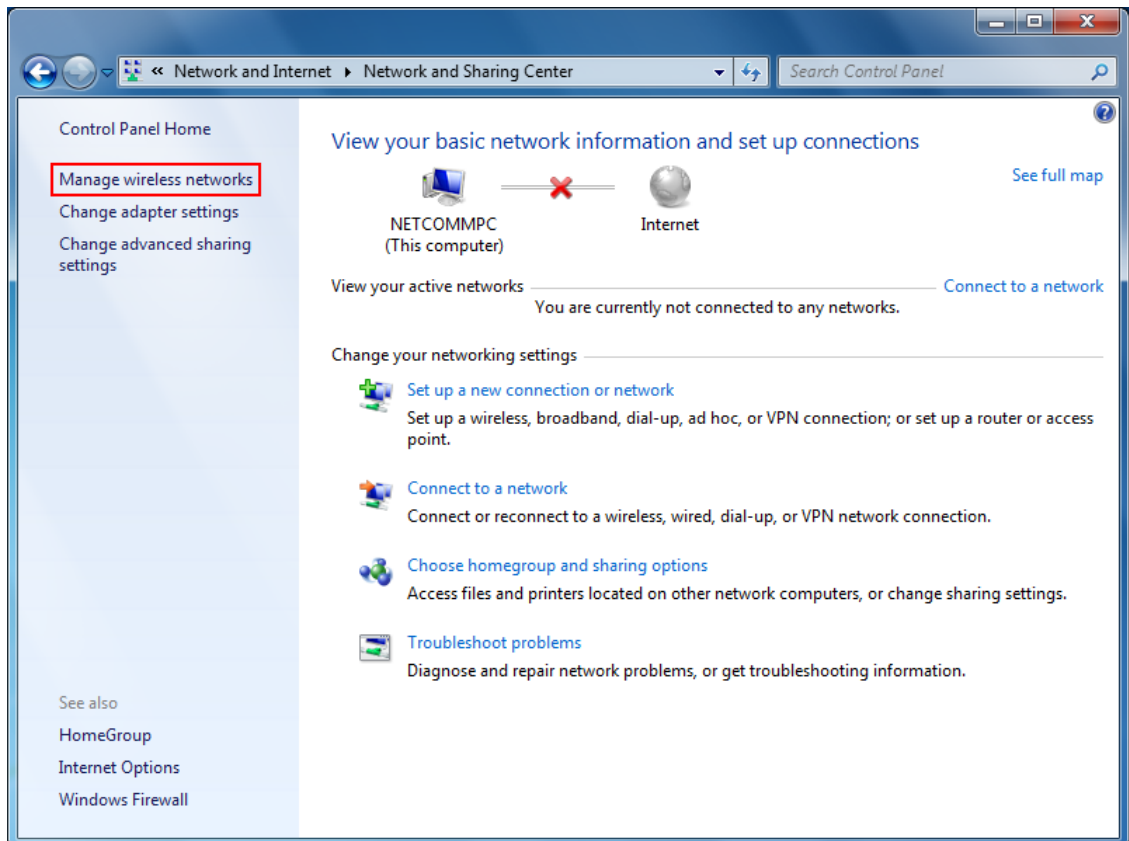 « Network and Internet ▸ Network and Sharing Center
Search Control Panel
Control Panel Home
Manage wireless networks
Change adapter settings
Change advanced sharing
settings
See also
HomeGroup
Internet Options
Windows Firewall
View your basic network information and set up connections
See full map
NETCOMMPC
(This computer)
Internet
View your active networks
Connect to a network
You are currently not connected to any networks.
Change your networking settings
Set up a new connection or network
Set up a wireless, broadband, dial-up, ad hoc, or VPN connection; or set up a router or access
point.
Connect to a network
Connect or reconnect to a wireless, wired, dial-up, or VPN network connection.
Choose homegroup and sharing options
Access files and printers located on other network computers, or change sharing settings.
Troubleshoot problems
Diagnose and repair network problems, or get troubleshooting information.